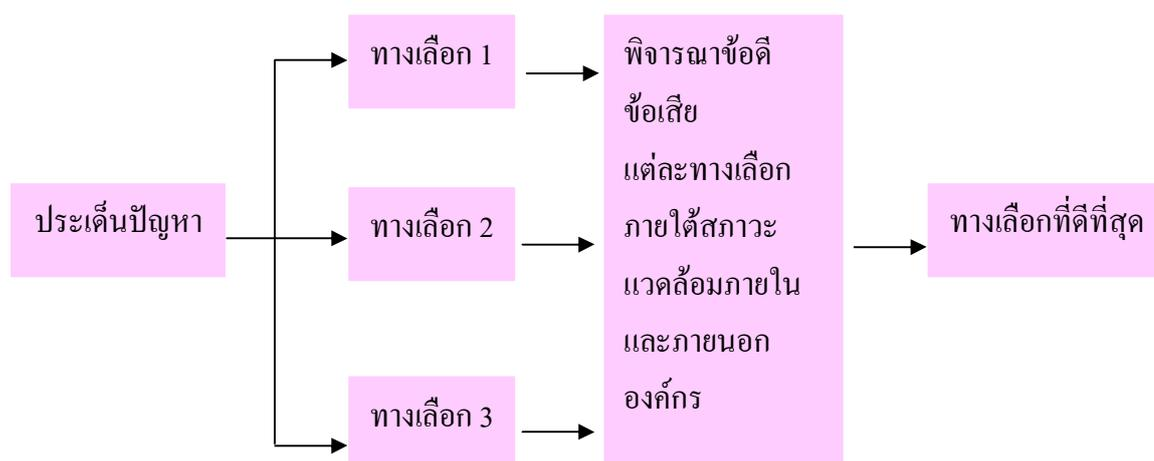 ประเด็นปัญหา
ทางเลือก 1
ทางเลือก 2
ทางเลือก 3
พิจารณาข้อดี
ข้อเสีย
แต่ละทางเลือก
ภายใต้สภาวะ
แวดล้อมภายใน
และภายนอก
องค์กร
ทางเลือกที่ดีที่สุด